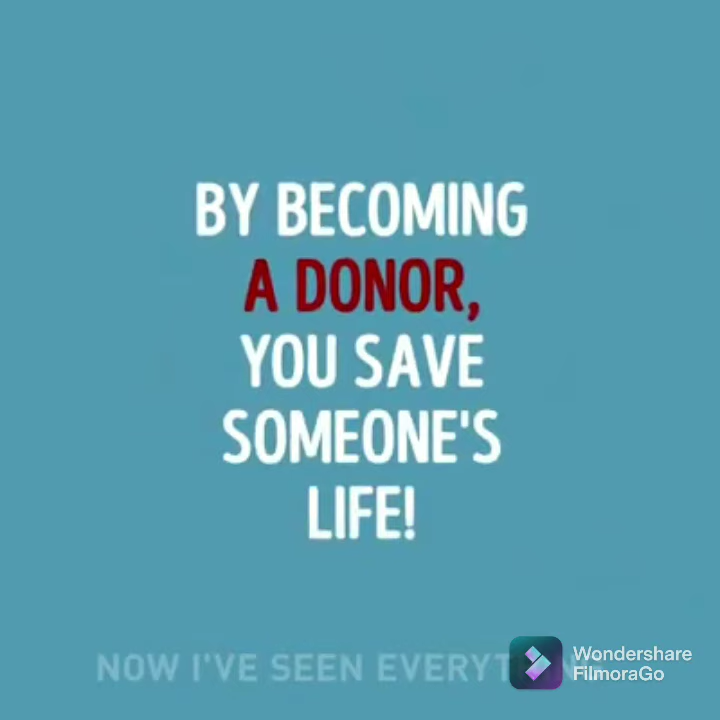 BY BECOMING
A DONOR,
YOU SAVE
SOMEONE'S
LIFE!
NOW I'VE SEEN
Wondershare
FilmoraGo